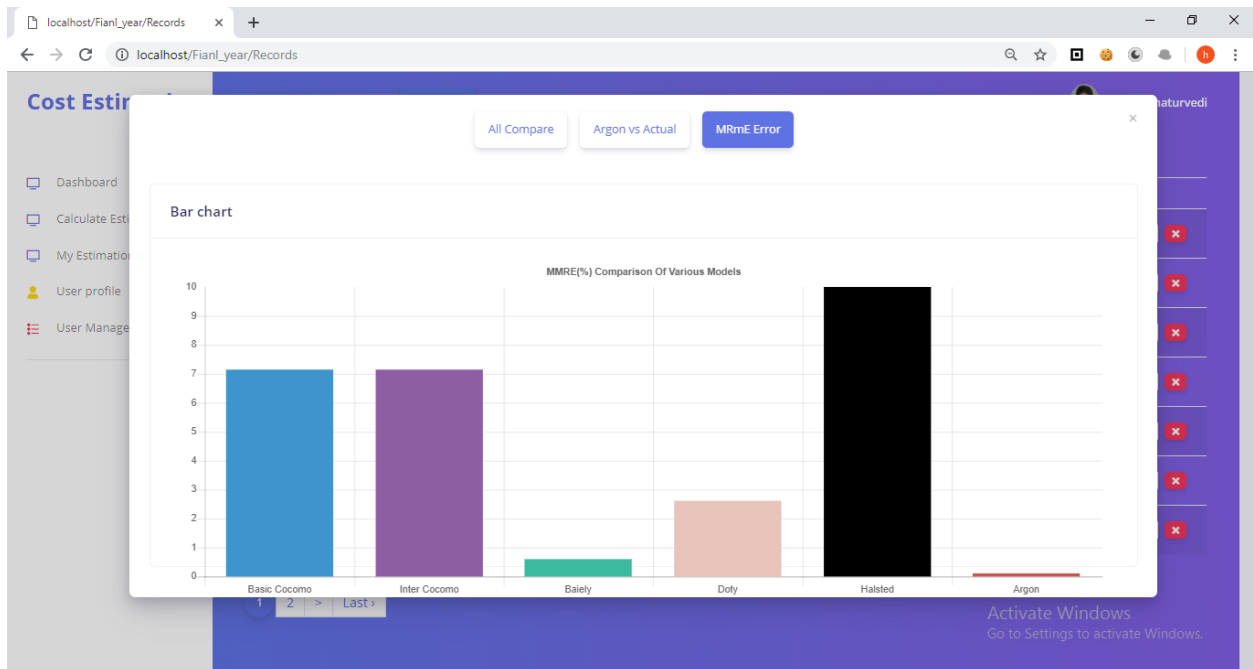 localhost/Fianl_year/Records
localhost/Fianl_year/Records
h
Cost Estim
aturvedi
All Compare
Argon vs Actual
MRmE Error
Dashboard
Calculate Esti
My Estimation
User profile
User Manage
Bar chart
MMRE(%) Comparison Of Various Models
10
9
8
7
6
5
4
3
2
1
0
Basic Cocomo
Inter Cocomo
Baiely
Doty
Halsted
Argon
1 2 > Last ›
Activate Windows
Go to Settings to activate Windows.